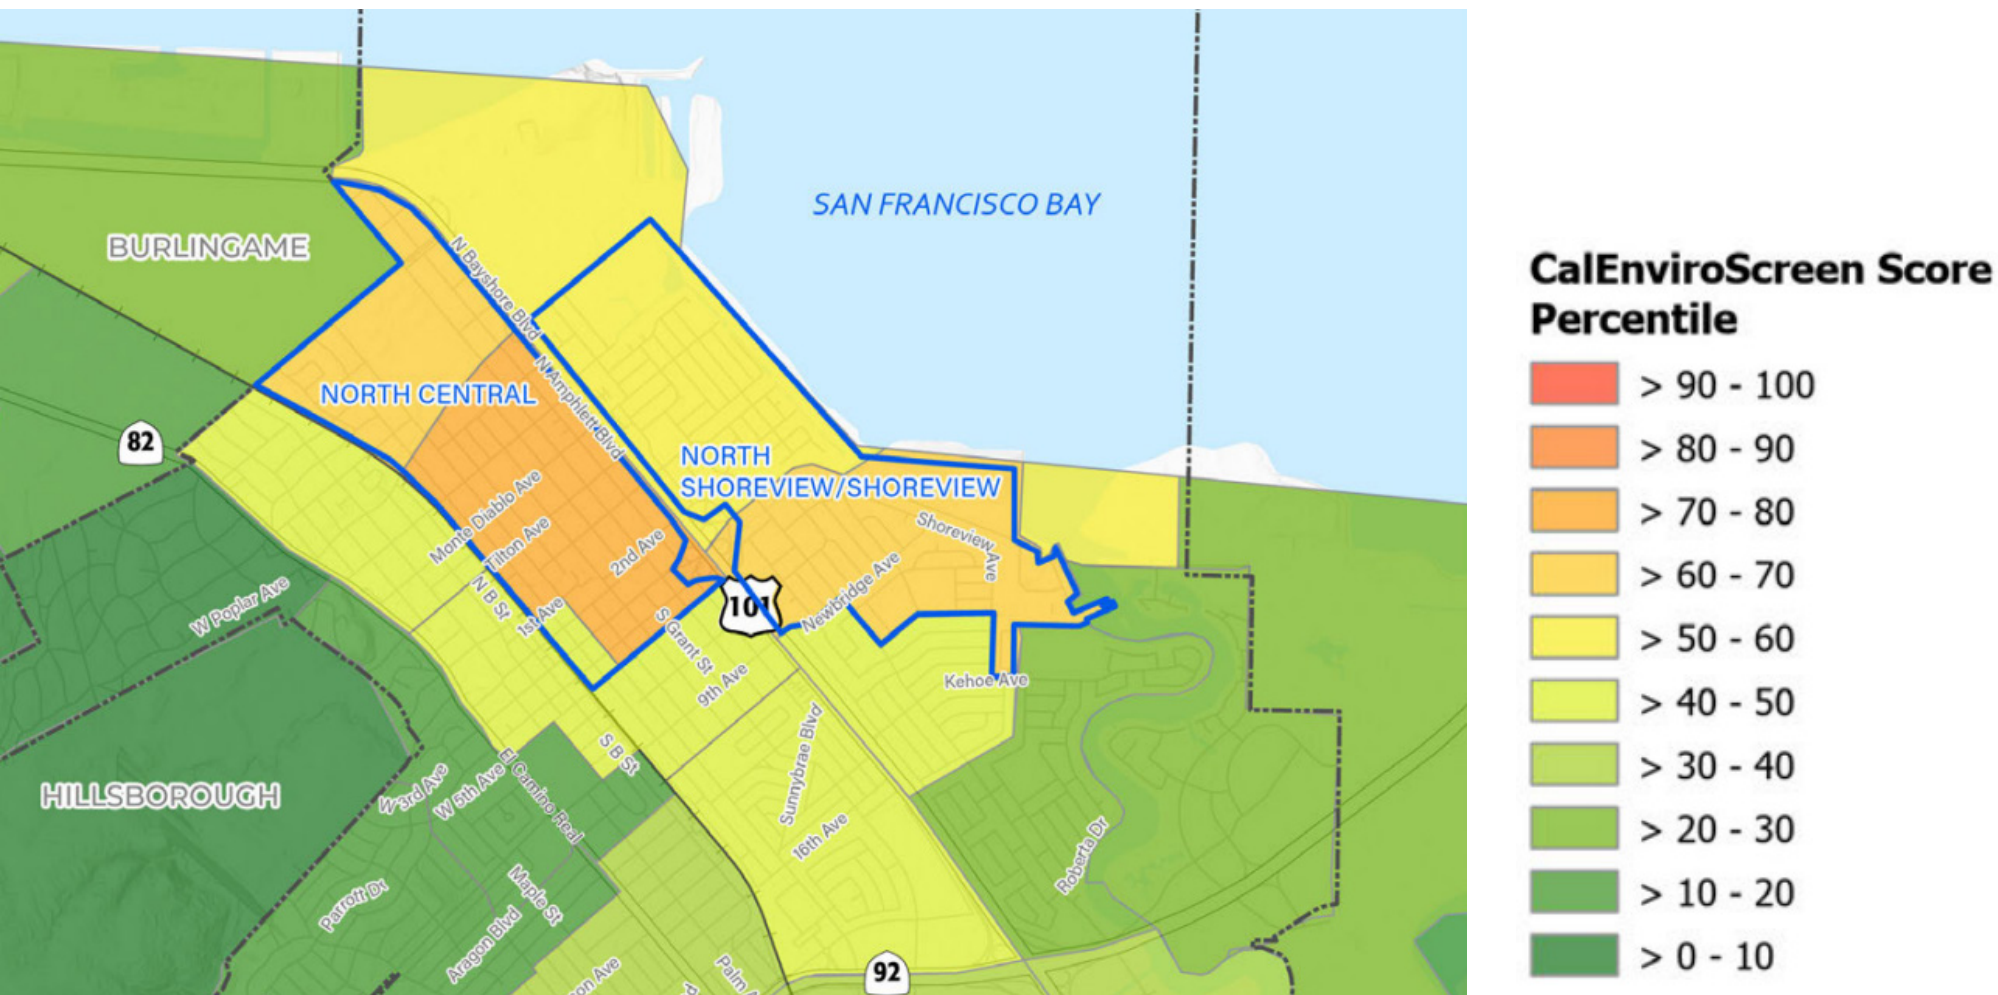 SAN FRANCISCO BAY
BURLINGAME
N Bayshore Blvd
N Amphlett Blvd
NORTH CENTRAL
82
NORTH
SHOREVIEW/SHOREVIEW
Monte Diablo Ave
Tilton Ave
2nd Ave
Shoreview Ave
Newbridge Ave
N B St
1st Ave
101
W Poplar Ave
S Grant St
9th Ave
Kehoe Ave
HILLSBOROUGH
W 3rd Ave
W 5th Ave
El Camino Real
S B St
Sunnybrae Blvd
16th Ave
Roberta Dr
Parrott Dr
Maple St
Aragon Blvd
Palm A
on Ave
92
CalEnviroScreen Score
Percentile
> 90 - 100
> 80 - 90
> 70 - 80
> 60 - 70
> 50 - 60
> 40 - 50
> 30 - 40
> 20 - 30
> 10 - 20
> 0 - 10